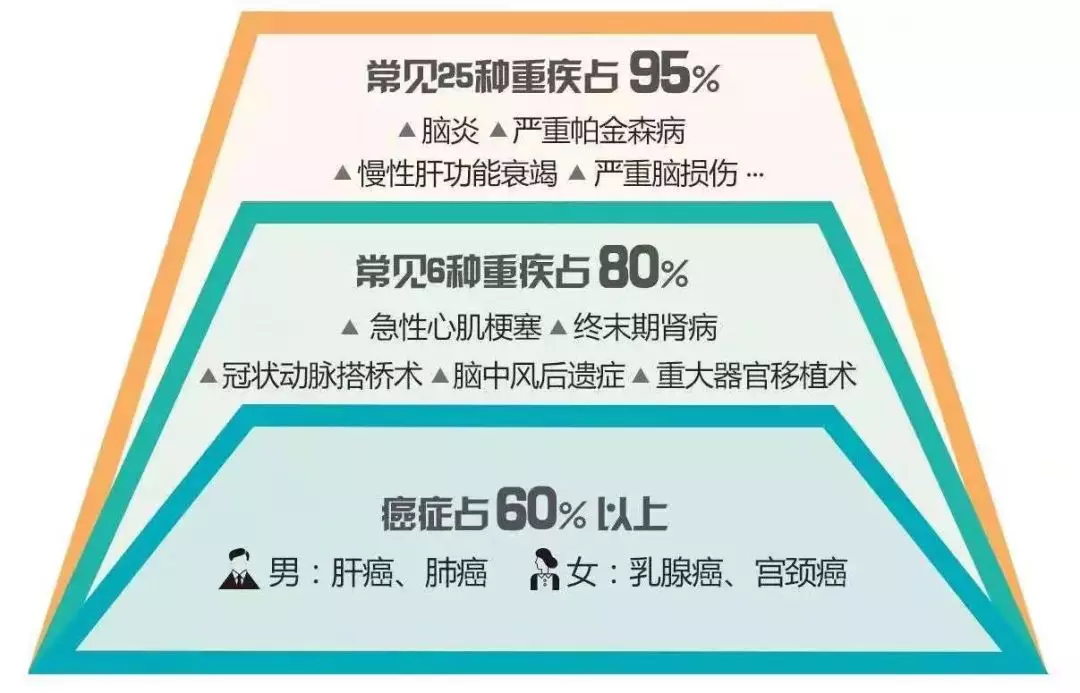 常见25种重疾占 95%
▲脑炎 ▲严重帕金森病
▲慢性肝功能衰竭 ▲严重脑损伤 ···
常见6种重疾占 80%
▲急性心肌梗塞 ▲终末期肾病
▲冠状动脉搭桥术 ▲脑中风后遗症 ▲重大器官移植术
癌症占 60% 以上
男：肝癌、肺癌 女：乳腺癌、宫颈癌